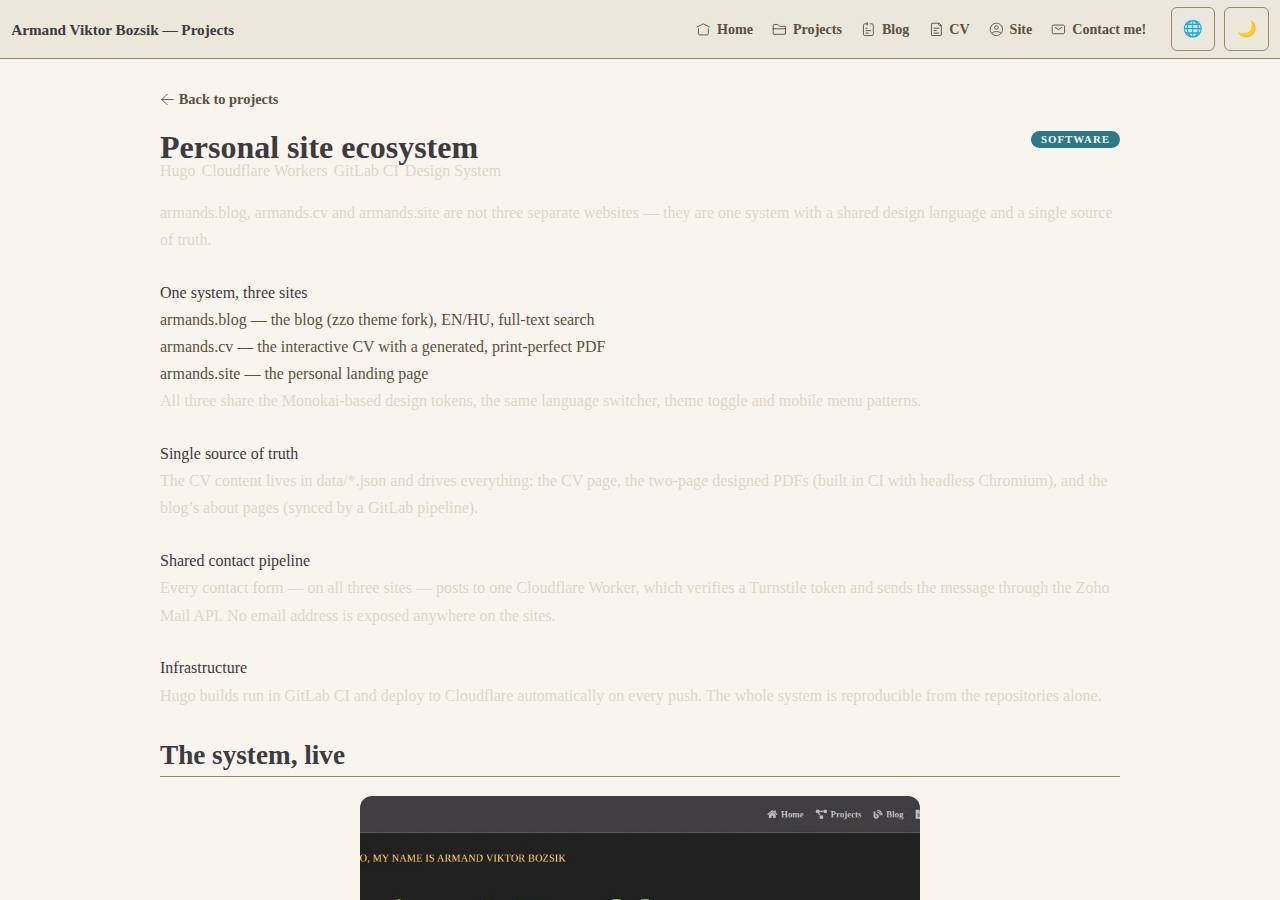 Armand Viktor Bozsik — Projects
Home Projects Blog CV Site Contact me!
Back to projects
Personal site ecosystem
SOFTWARE
Hugo Cloudflare Workers GitLab CI Design System
armands.blog, armands.cv and armands.site are not three separate websites — they are one system with a shared design language and a single source
of truth.
One system, three sites
armands.blog — the blog (zzo theme fork), EN/HU, full-text search
armands.cv — the interactive CV with a generated, print-perfect PDF
armands.site — the personal landing page
All three share the Monokai-based design tokens, the same language switcher, theme toggle and mobile menu patterns.
Single source of truth
The CV content lives in data/*.json and drives everything: the CV page, the two-page designed PDFs (built in CI with headless Chromium), and the
blog’s about pages (synced by a GitLab pipeline).
Shared contact pipeline
Every contact form — on all three sites — posts to one Cloudflare Worker, which verifies a Turnstile token and sends the message through the Zoho
Mail API. No email address is exposed anywhere on the sites.
Infrastructure
Hugo builds run in GitLab CI and deploy to Cloudflare automatically on every push. The whole system is reproducible from the repositories alone.
The system, live
Home Projects Blog
O, MY NAME IS ARMAND VIKTOR BOZSIK